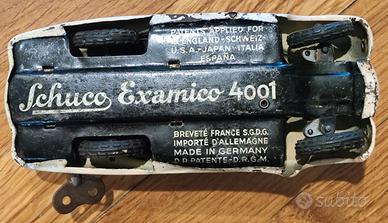 PATENTS APPLIED FOR
ENGLAND-SCHWEIZ-
U.S.A.-JAPAN-ITALIA
ESPAÑA
Schuco Examico 4001
BREVETÉ FRANCE S.G.D.G.
IMPORTÉ D'ALLEMAGNE
MADE IN GERMANY
D.R.PATENTE-D.R.G.M.
subito